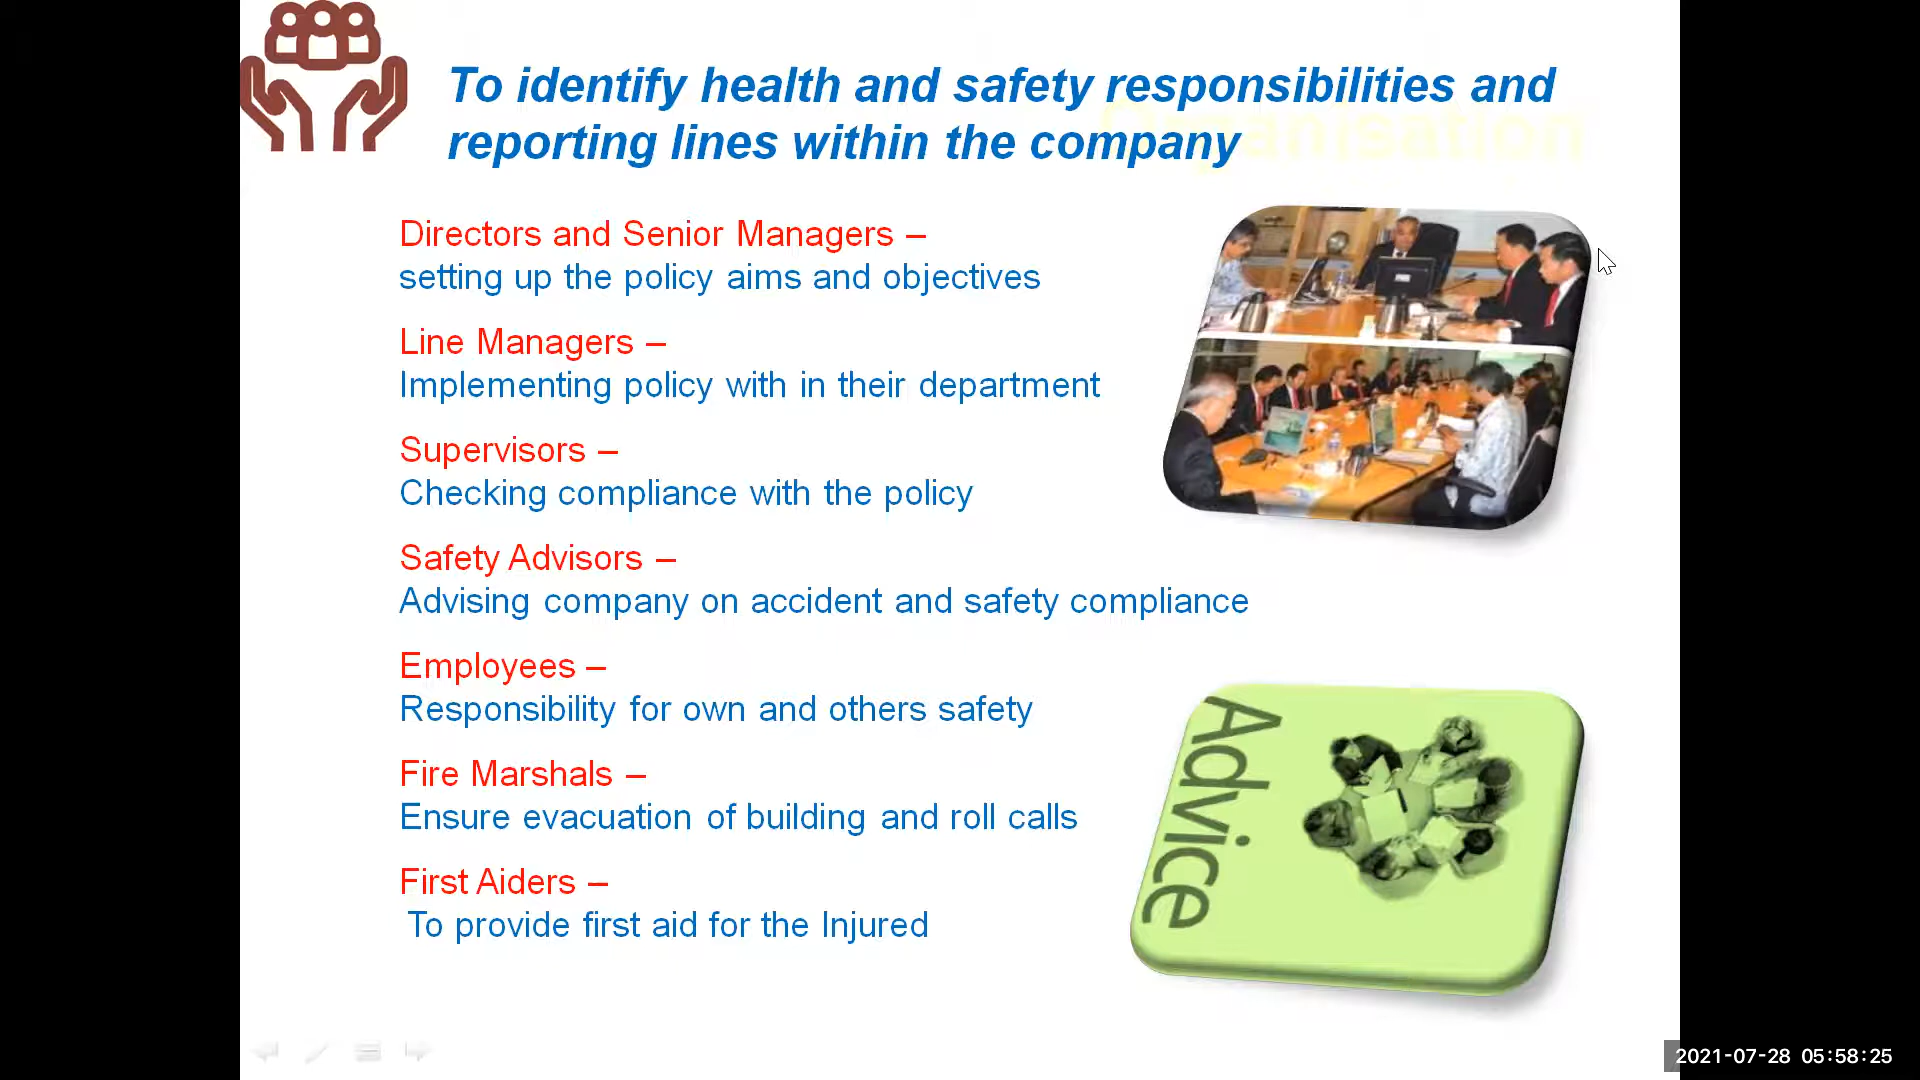 To identify health and safety responsibilities and
reporting lines within the company
Organisation
Directors and Senior Managers –
setting up the policy aims and objectives
Line Managers –
Implementing policy with in their department
Supervisors –
Checking compliance with the policy
Safety Advisors –
Advising company on accident and safety compliance
Employees –
Responsibility for own and others safety
Fire Marshals –
Ensure evacuation of building and roll calls
First Aiders –
To provide first aid for the Injured
Advice
2021-07-28 05:58:25